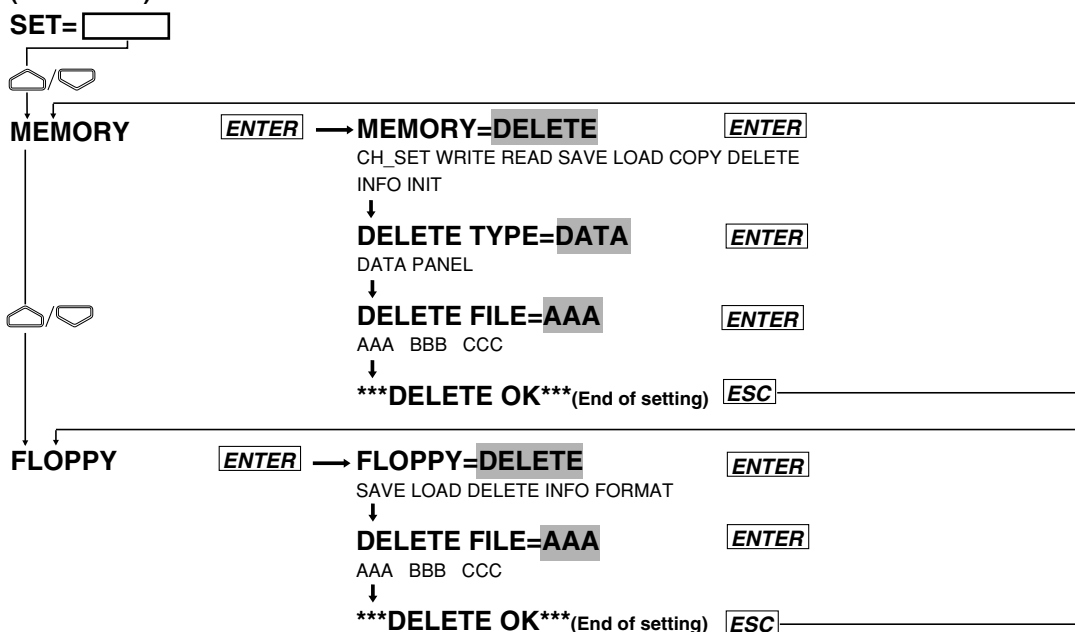 SET=
/
MEMORY ENTER MEMORY=DELETE ENTER
CH_SET WRITE READ SAVE LOAD COPY DELETE
INFO INIT
DELETE TYPE=DATA ENTER
DATA PANEL
/
DELETE FILE=AAA ENTER
AAA BBB CCC
***DELETE OK***(End of setting) ESC
FLOPPY ENTER FLOPPY=DELETE ENTER
SAVE LOAD DELETE INFO FORMAT
DELETE FILE=AAA ENTER
AAA BBB CCC
***DELETE OK***(End of setting) ESC